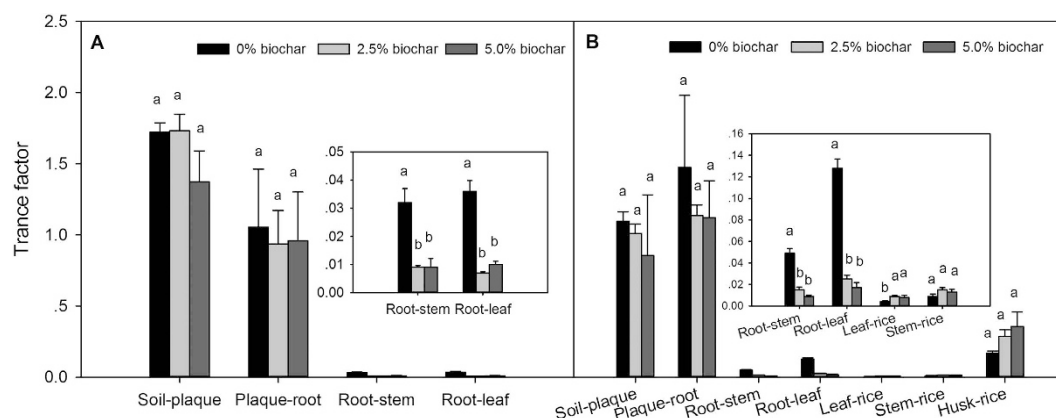 2.5
A
B
0% biochar 2.5% biochar 5.0% biochar
0% biochar 2.5% biochar 5.0% biochar
2.0
1.5
1.0
.5
0.0
Trance factor
a a a
a a a
.05
.04
.03
.02
.01
.00
a b b
a b b
Root-stem Root-leaf
Soil-plaque Plaque-root Root-stem Root-leaf
a a a
a a a
.16
.14
.12
.10
.08
.06
.04
.02
0.00
a b b
a b b
b a a
a a a
Root-stem Root-leaf Leaf-rice Stem-rice
a a a
Soil-plaque Plaque-root Root-stem Root-leaf Leaf-rice Stem-rice Husk-rice